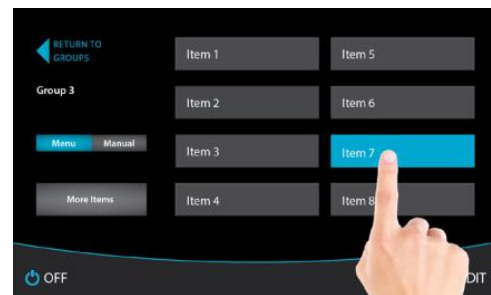 RETURN TO
GROUPS
Group 3
Menu
Manual
More Items
Item 1
Item 2
Item 3
Item 4
Item 5
Item 6
Item 7
Item 8
OFF
DIT